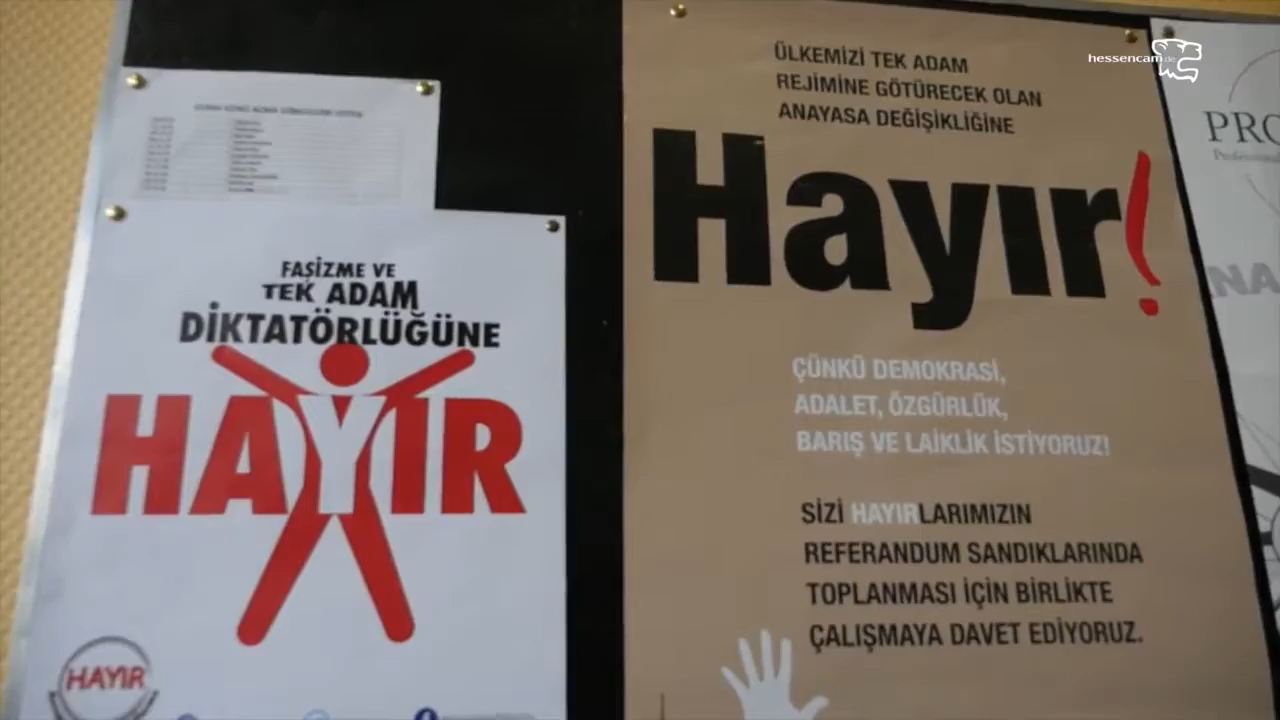 hessencam.de
FAŞİZME VE
TEK ADAM
DİKTATÖRLÜĞÜNE
HAYIR
HAYIR
ÜLKEMİZİ TEK ADAM
REJİMİNE GÖTÜRECEK OLAN
ANAYASA DEĞİŞİKLİĞİNE
Hayır!
ÇÜNKÜ DEMOKRASİ,
ADALET, ÖZGÜRLÜK,
BARIŞ VE LAİKLİK İSTİYORUZ!
SİZİ HAYIRLARIMIZIN
REFERANDUM SANDIKLARINDA
TOPLANMASI İÇİN BİRLİKTE
ÇALIŞMAYA DAVET EDİYORUZ.
PRO